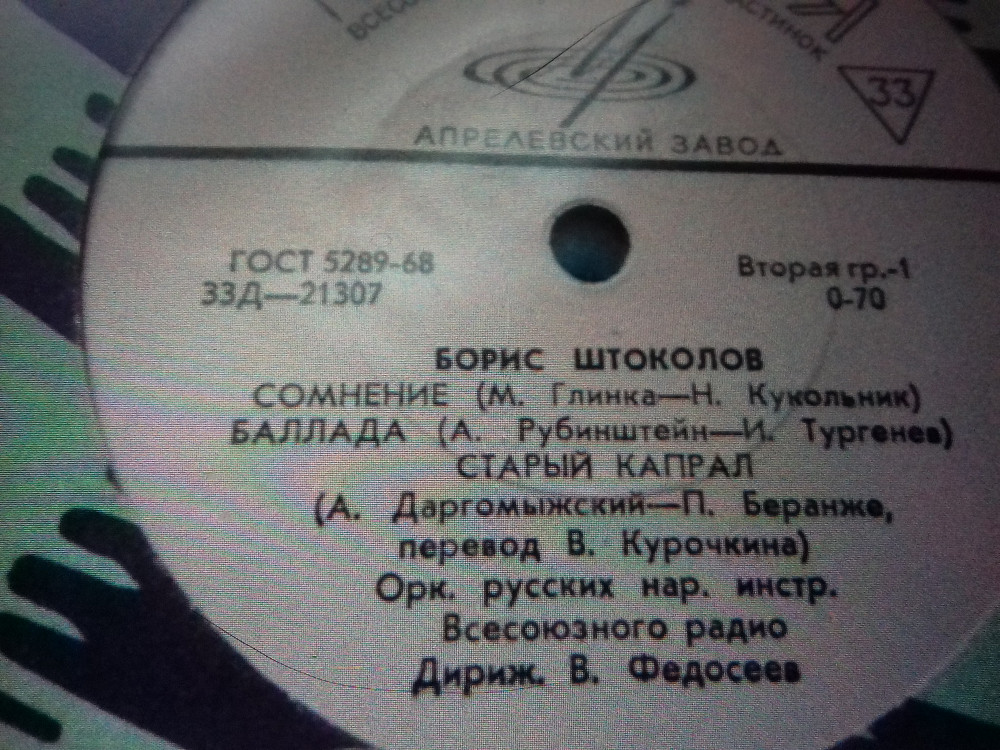 33
АПРЕЛЕВСКИЙ ЗАВОД
ГОСТ 5289-68
33Д—21307
Вторая гр.-1
0-70
БОРИС ШТОКОЛОВ
СОМНЕНИЕ (М. Глинка—Н. Кукольник)
БАЛЛАДА (А. Рубинштейн—И. Тургенев)
СТАРЫЙ КАПРАЛ
(А. Даргомыжский—П. Беранже,
перевод В. Курочкина)
Орк. русских нар. инстр.
Всесоюзного радио
Дириж. В. Федосеев